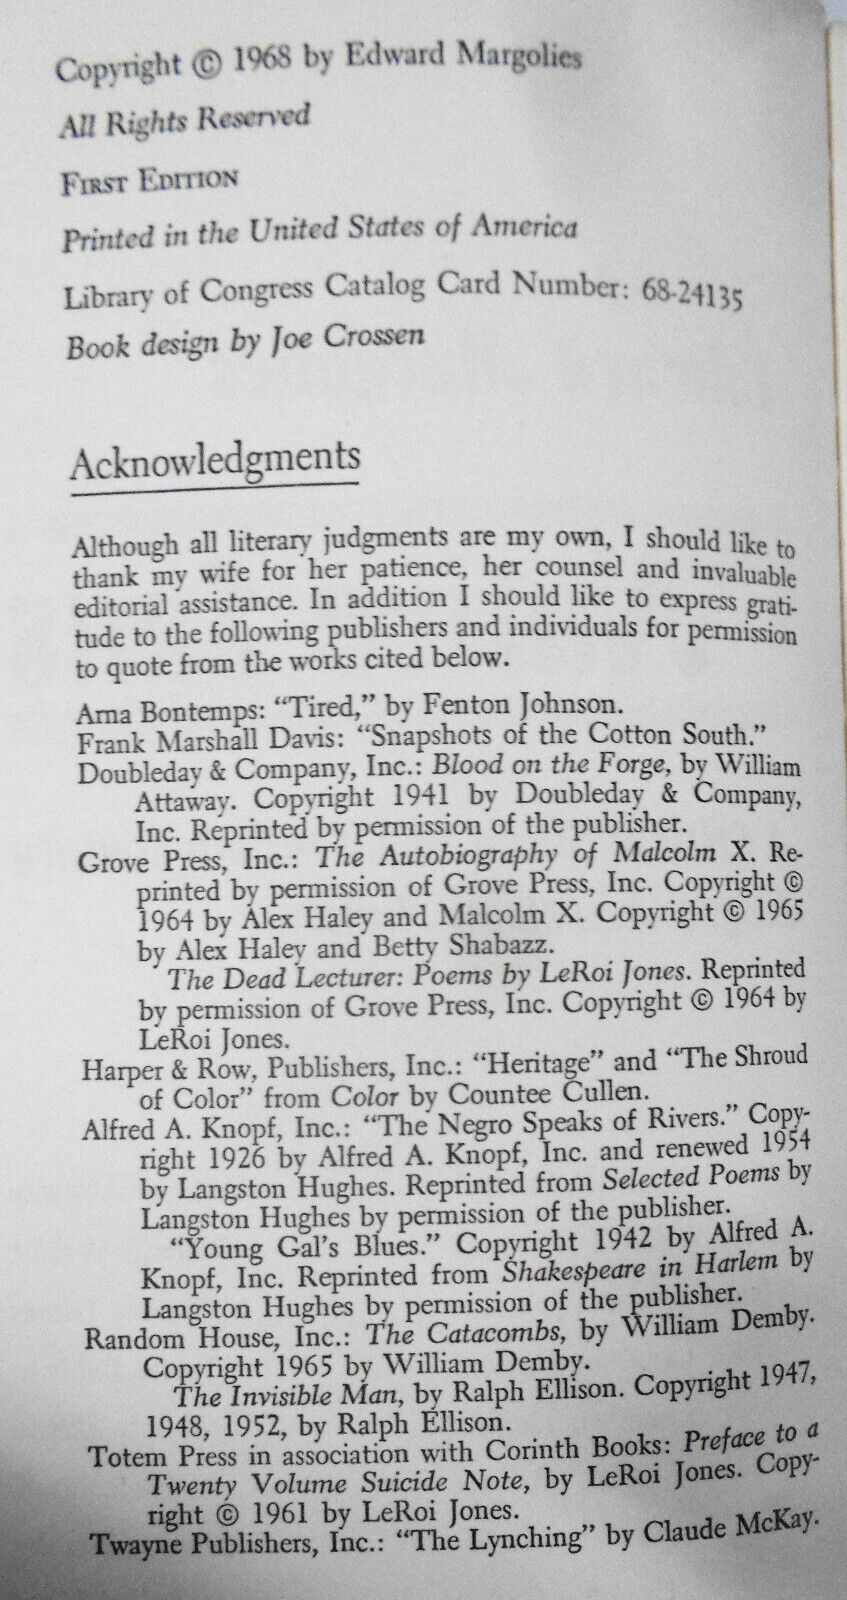 Copyright © 1968 by Edward Margolies
All Rights Reserved
FIRST EDITION
Printed in the United States of America
Library of Congress Catalog Card Number: 68-24135
Book design by Joe Crossen
Acknowledgments
Although all literary judgments are my own, I should like to
thank my wife for her patience, her counsel and invaluable
editorial assistance. In addition I should like to express grati-
tude to the following publishers and individuals for permission
to quote from the works cited below.
Arna Bontemps: “Tired,” by Fenton Johnson.
Frank Marshall Davis: “Snapshots of the Cotton South.”
Doubleday & Company, Inc.: Blood on the Forge, by William
Attaway. Copyright 1941 by Doubleday & Company,
Inc. Reprinted by permission of the publisher.
Grove Press, Inc.: The Autobiography of Malcolm X. Re-
printed by permission of Grove Press, Inc. Copyright ©
1964 by Alex Haley and Malcolm X. Copyright © 1965
by Alex Haley and Betty Shabazz.
The Dead Lecturer: Poems by LeRoi Jones. Reprinted
by permission of Grove Press, Inc. Copyright © 1964 by
LeRoi Jones.
Harper & Row, Publishers, Inc.: “Heritage” and “The Shroud
of Color” from Color by Countee Cullen.
Alfred A. Knopf, Inc.: “The Negro Speaks of Rivers.” Copy-
right 1926 by Alfred A. Knopf, Inc. and renewed 1954
by Langston Hughes. Reprinted from Selected Poems by
Langston Hughes by permission of the publisher.
“Young Gal’s Blues.” Copyright 1942 by Alfred A.
Knopf, Inc. Reprinted from Shakespeare in Harlem by
Langston Hughes by permission of the publisher.
Random House, Inc.: The Catacombs, by William Demby.
Copyright 1965 by William Demby.
The Invisible Man, by Ralph Ellison. Copyright 1947,
1948, 1952, by Ralph Ellison.
Totem Press in association with Corinth Books: Preface to a
Twenty Volume Suicide Note, by LeRoi Jones. Copy-
right © 1961 by LeRoi Jones.
Twayne Publishers, Inc.: “The Lynching” by Claude McKay.